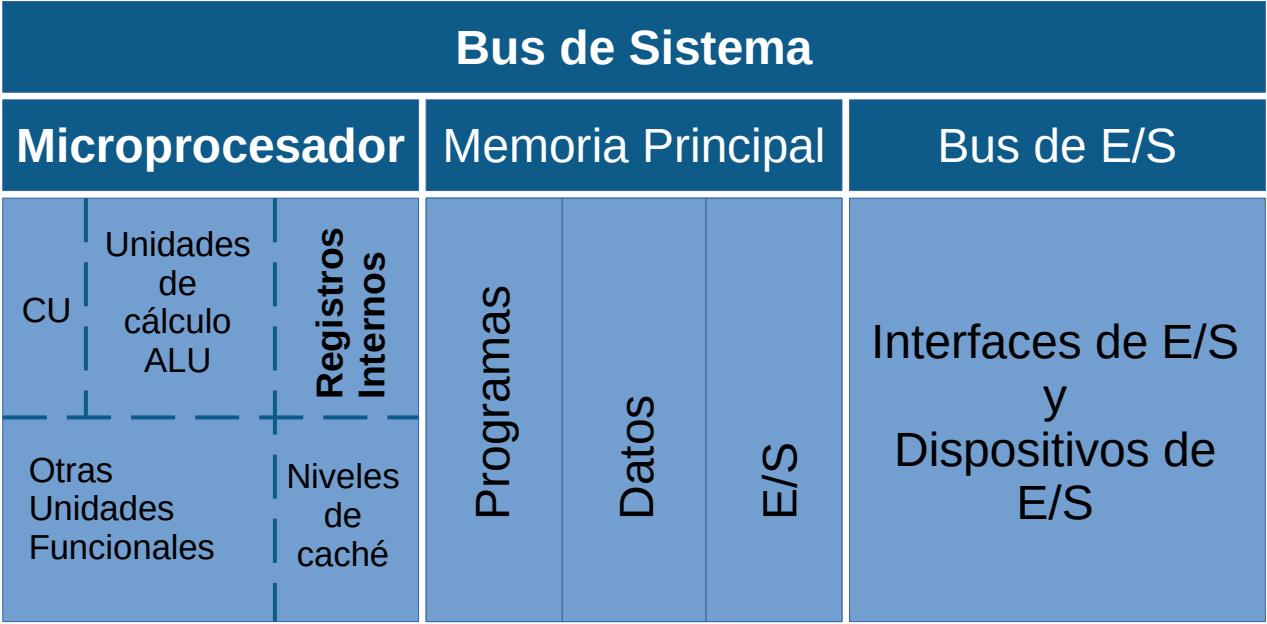 Bus de Sistema
Microprocesador
Memoria Principal
Bus de E/S
CU
Unidades
de
cálculo
ALU
Registros
Internos
Otras
Unidades
Funcionales
Niveles
de
caché
Programas
Datos
E/S
Interfaces de E/S
y
Dispositivos de
E/S